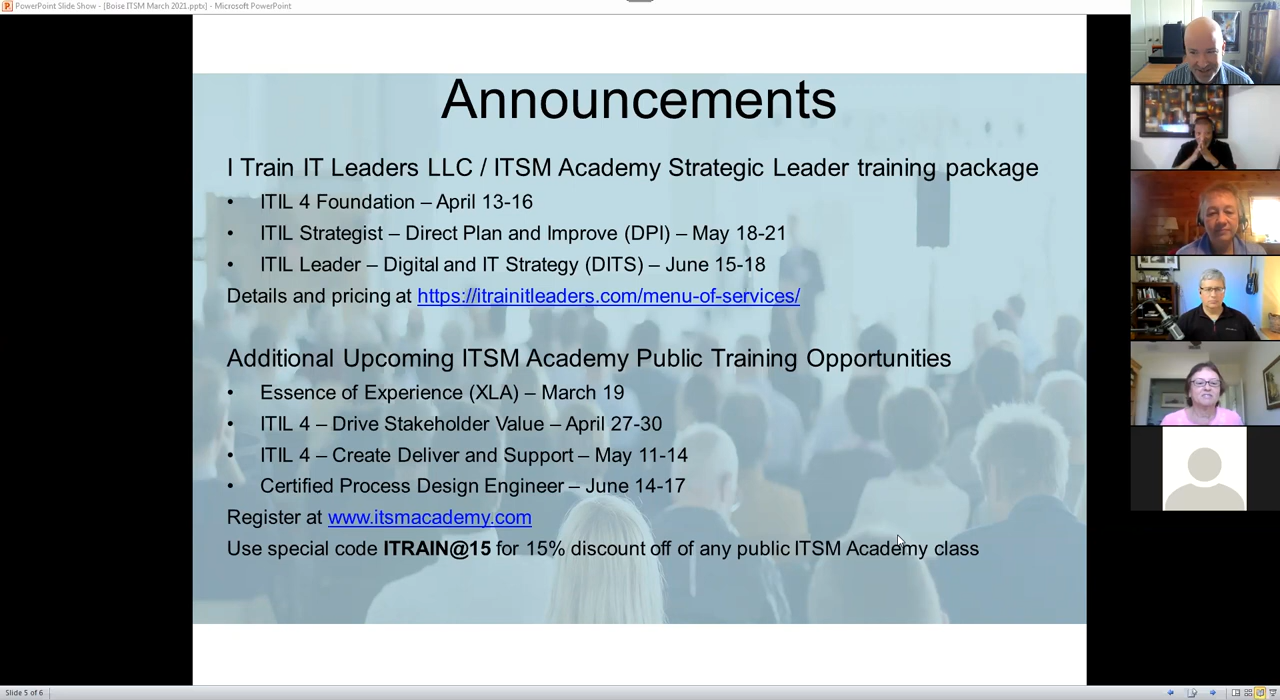 PowerPoint Slide Show - [Boise ITSM March 2021.pptx] - Microsoft PowerPoint
Announcements
I Train IT Leaders LLC / ITSM Academy Strategic Leader training package
• ITIL 4 Foundation – April 13-16
• ITIL Strategist – Direct Plan and Improve (DPI) – May 18-21
• ITIL Leader – Digital and IT Strategy (DITS) – June 15-18
Details and pricing at https://itrainitleaders.com/menu-of-services/
Additional Upcoming ITSM Academy Public Training Opportunities
• Essence of Experience (XLA) – March 19
• ITIL 4 – Drive Stakeholder Value – April 27-30
• ITIL 4 – Create Deliver and Support – May 11-14
• Certified Process Design Engineer – June 14-17
Register at www.itsmacademy.com
Use special code ITRAIN@15 for 15% discount off of any public ITSM Academy class
Slide 5 of 6